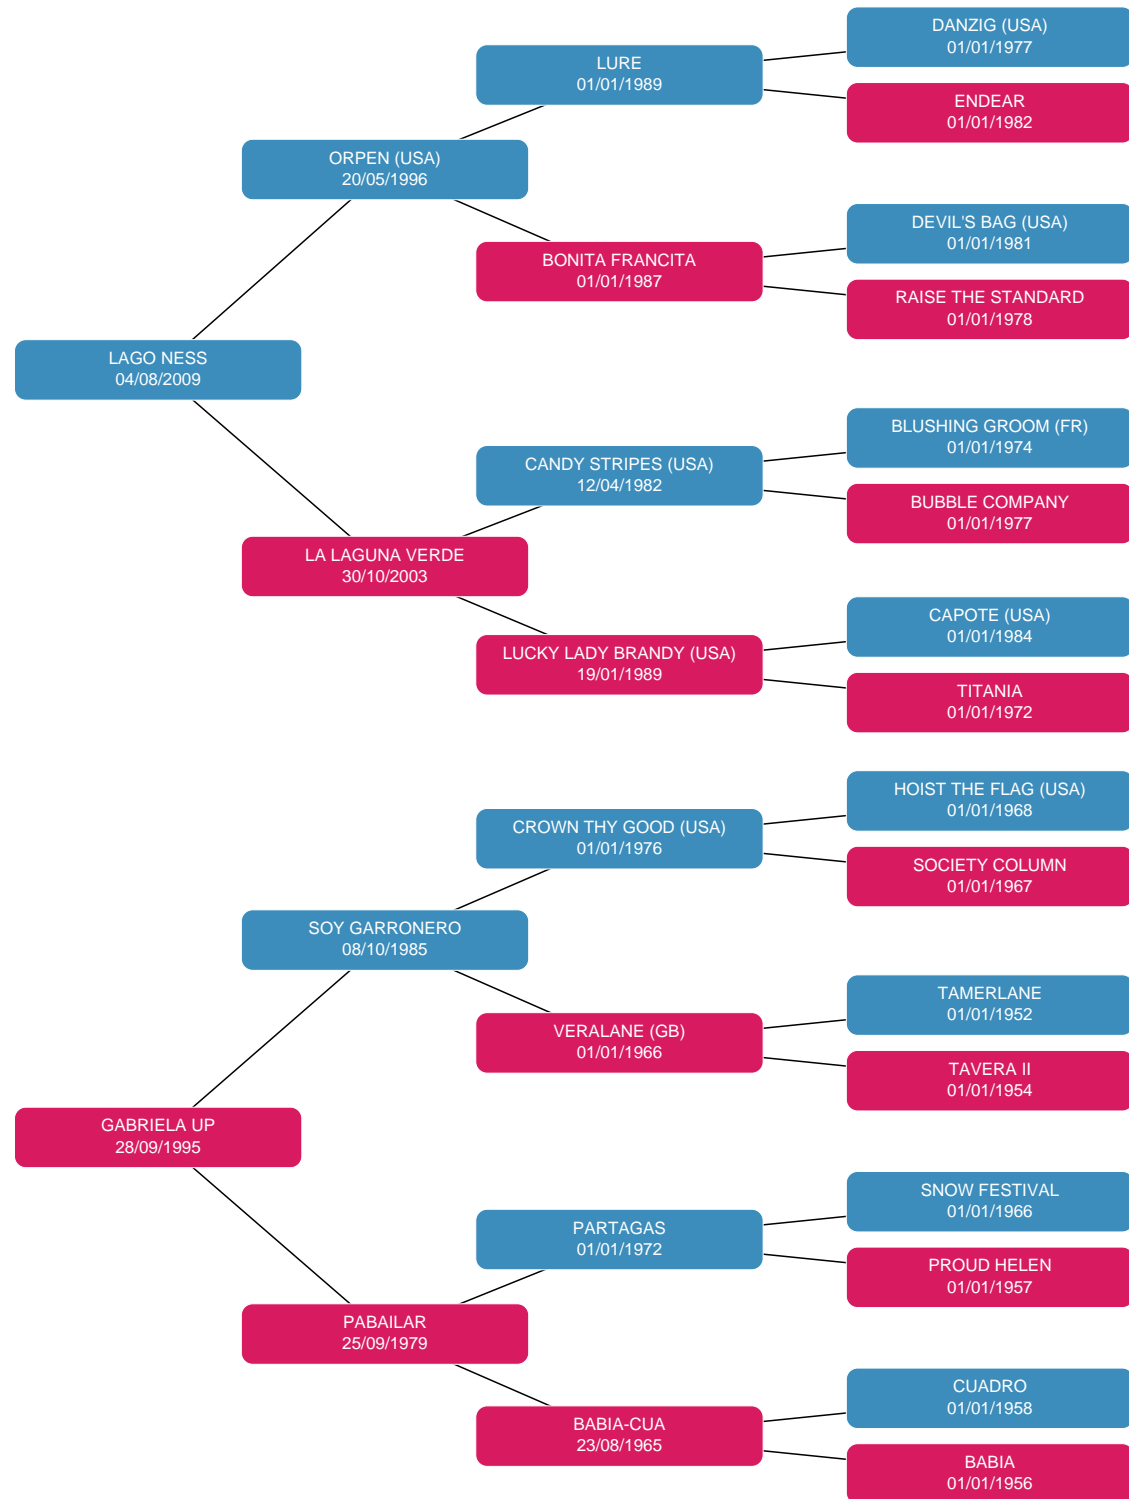 DANZIG (USA)
01/01/1977
LURE
01/01/1989
ENDEAR
01/01/1982
ORPEN (USA)
20/05/1996
DEVIL'S BAG (USA)
01/01/1981
BONITA FRANCITA
01/01/1987
RAISE THE STANDARD
01/01/1978
LAGO NESS
04/08/2009
BLUSHING GROOM (FR)
01/01/1974
CANDY STRIPES (USA)
12/04/1982
BUBBLE COMPANY
01/01/1977
LA LAGUNA VERDE
30/10/2003
CAPOTE (USA)
01/01/1984
LUCKY LADY BRANDY (USA)
19/01/1989
TITANIA
01/01/1972
HOIST THE FLAG (USA)
01/01/1968
CROWN THY GOOD (USA)
01/01/1976
SOCIETY COLUMN
01/01/1967
SOY GARRONERO
08/10/1985
TAMERLANE
01/01/1952
VERALANE (GB)
01/01/1966
TAVERA II
01/01/1954
GABRIELA UP
28/09/1995
SNOW FESTIVAL
01/01/1966
PARTAGAS
01/01/1972
PROUD HELEN
01/01/1957
PABAILAR
25/09/1979
CUADRO
01/01/1958
BABIA-CUA
23/08/1965
BABIA
01/01/1956